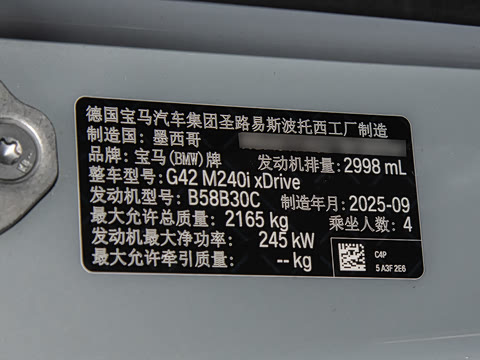 德国宝马汽车集团圣路易斯波托西工厂制造
制造国：墨西哥
品牌：宝马(BMW)牌 发动机排量：2998 mL
整车型号：G42 M240i xDrive
发动机型号：B58B30C 制造年月：2025-09
最大允许总质量：2165 kg 乘坐人数：4
发动机最大净功率：245 kW
最大允许牵引质量：-- kg
C4P
5 A3F 2E6